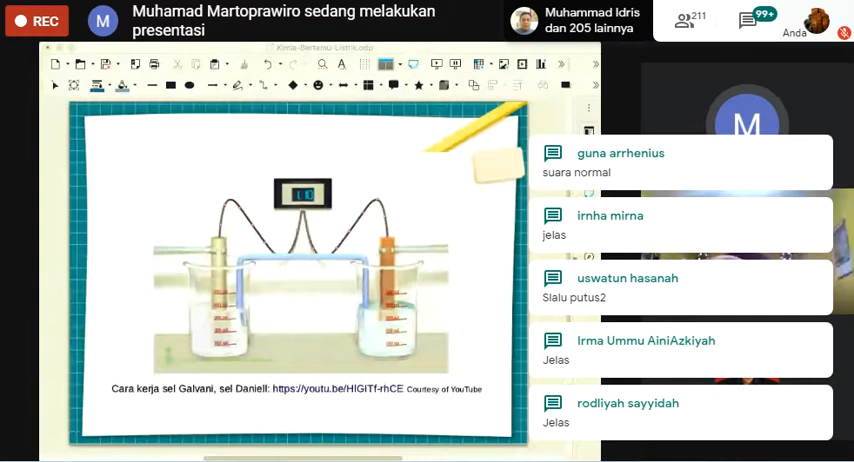 REC
M
Muhamad Martoprawiro sedang melakukan
presentasi
Muhammad Idris
dan 205 lainnya
211
99+
Anda
Kimia-Bertamu-Listrik.odp
M
guna arrhenius
suara normal
irnha mirna
jelas
uswatun hasanah
Slalu putus2
Irma Ummu AiniAzkiyah
Jelas
rodliyah sayyidah
Jelas
Cara kerja sel Galvani, sel Daniell: https://youtu.be/HIGITf-rhCE Courtesy of YouTube